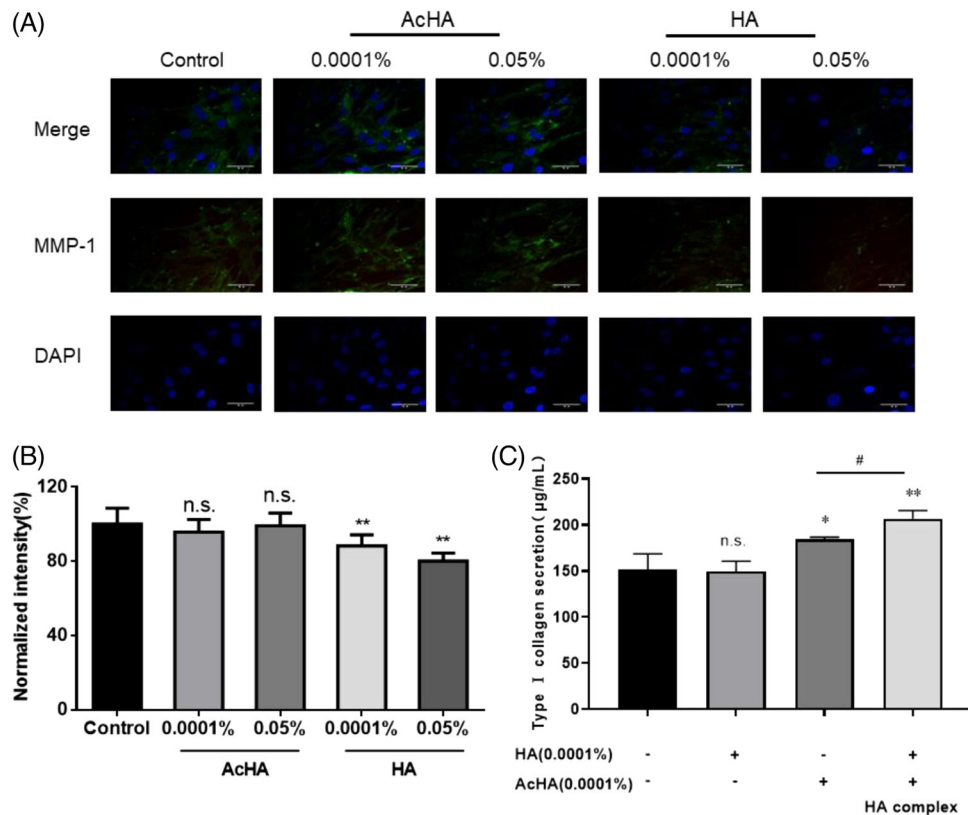 (A)
AcHA
HA
Control
0.0001%
0.05%
0.0001%
0.05%
Merge
MMP-1
DAPI
(B)
Normalized intensity(%)
120
80
40
0
n.s.
n.s.
**
**
Control
0.0001%
0.05%
0.0001%
0.05%
AcHA
HA
(C)
Type Ⅰ collagen secretion(μg/mL)
250
200
150
100
50
0
n.s.
*
#
**
HA(0.0001%)
-
+
-
+
AcHA(0.0001%)
-
-
+
+
HA complex